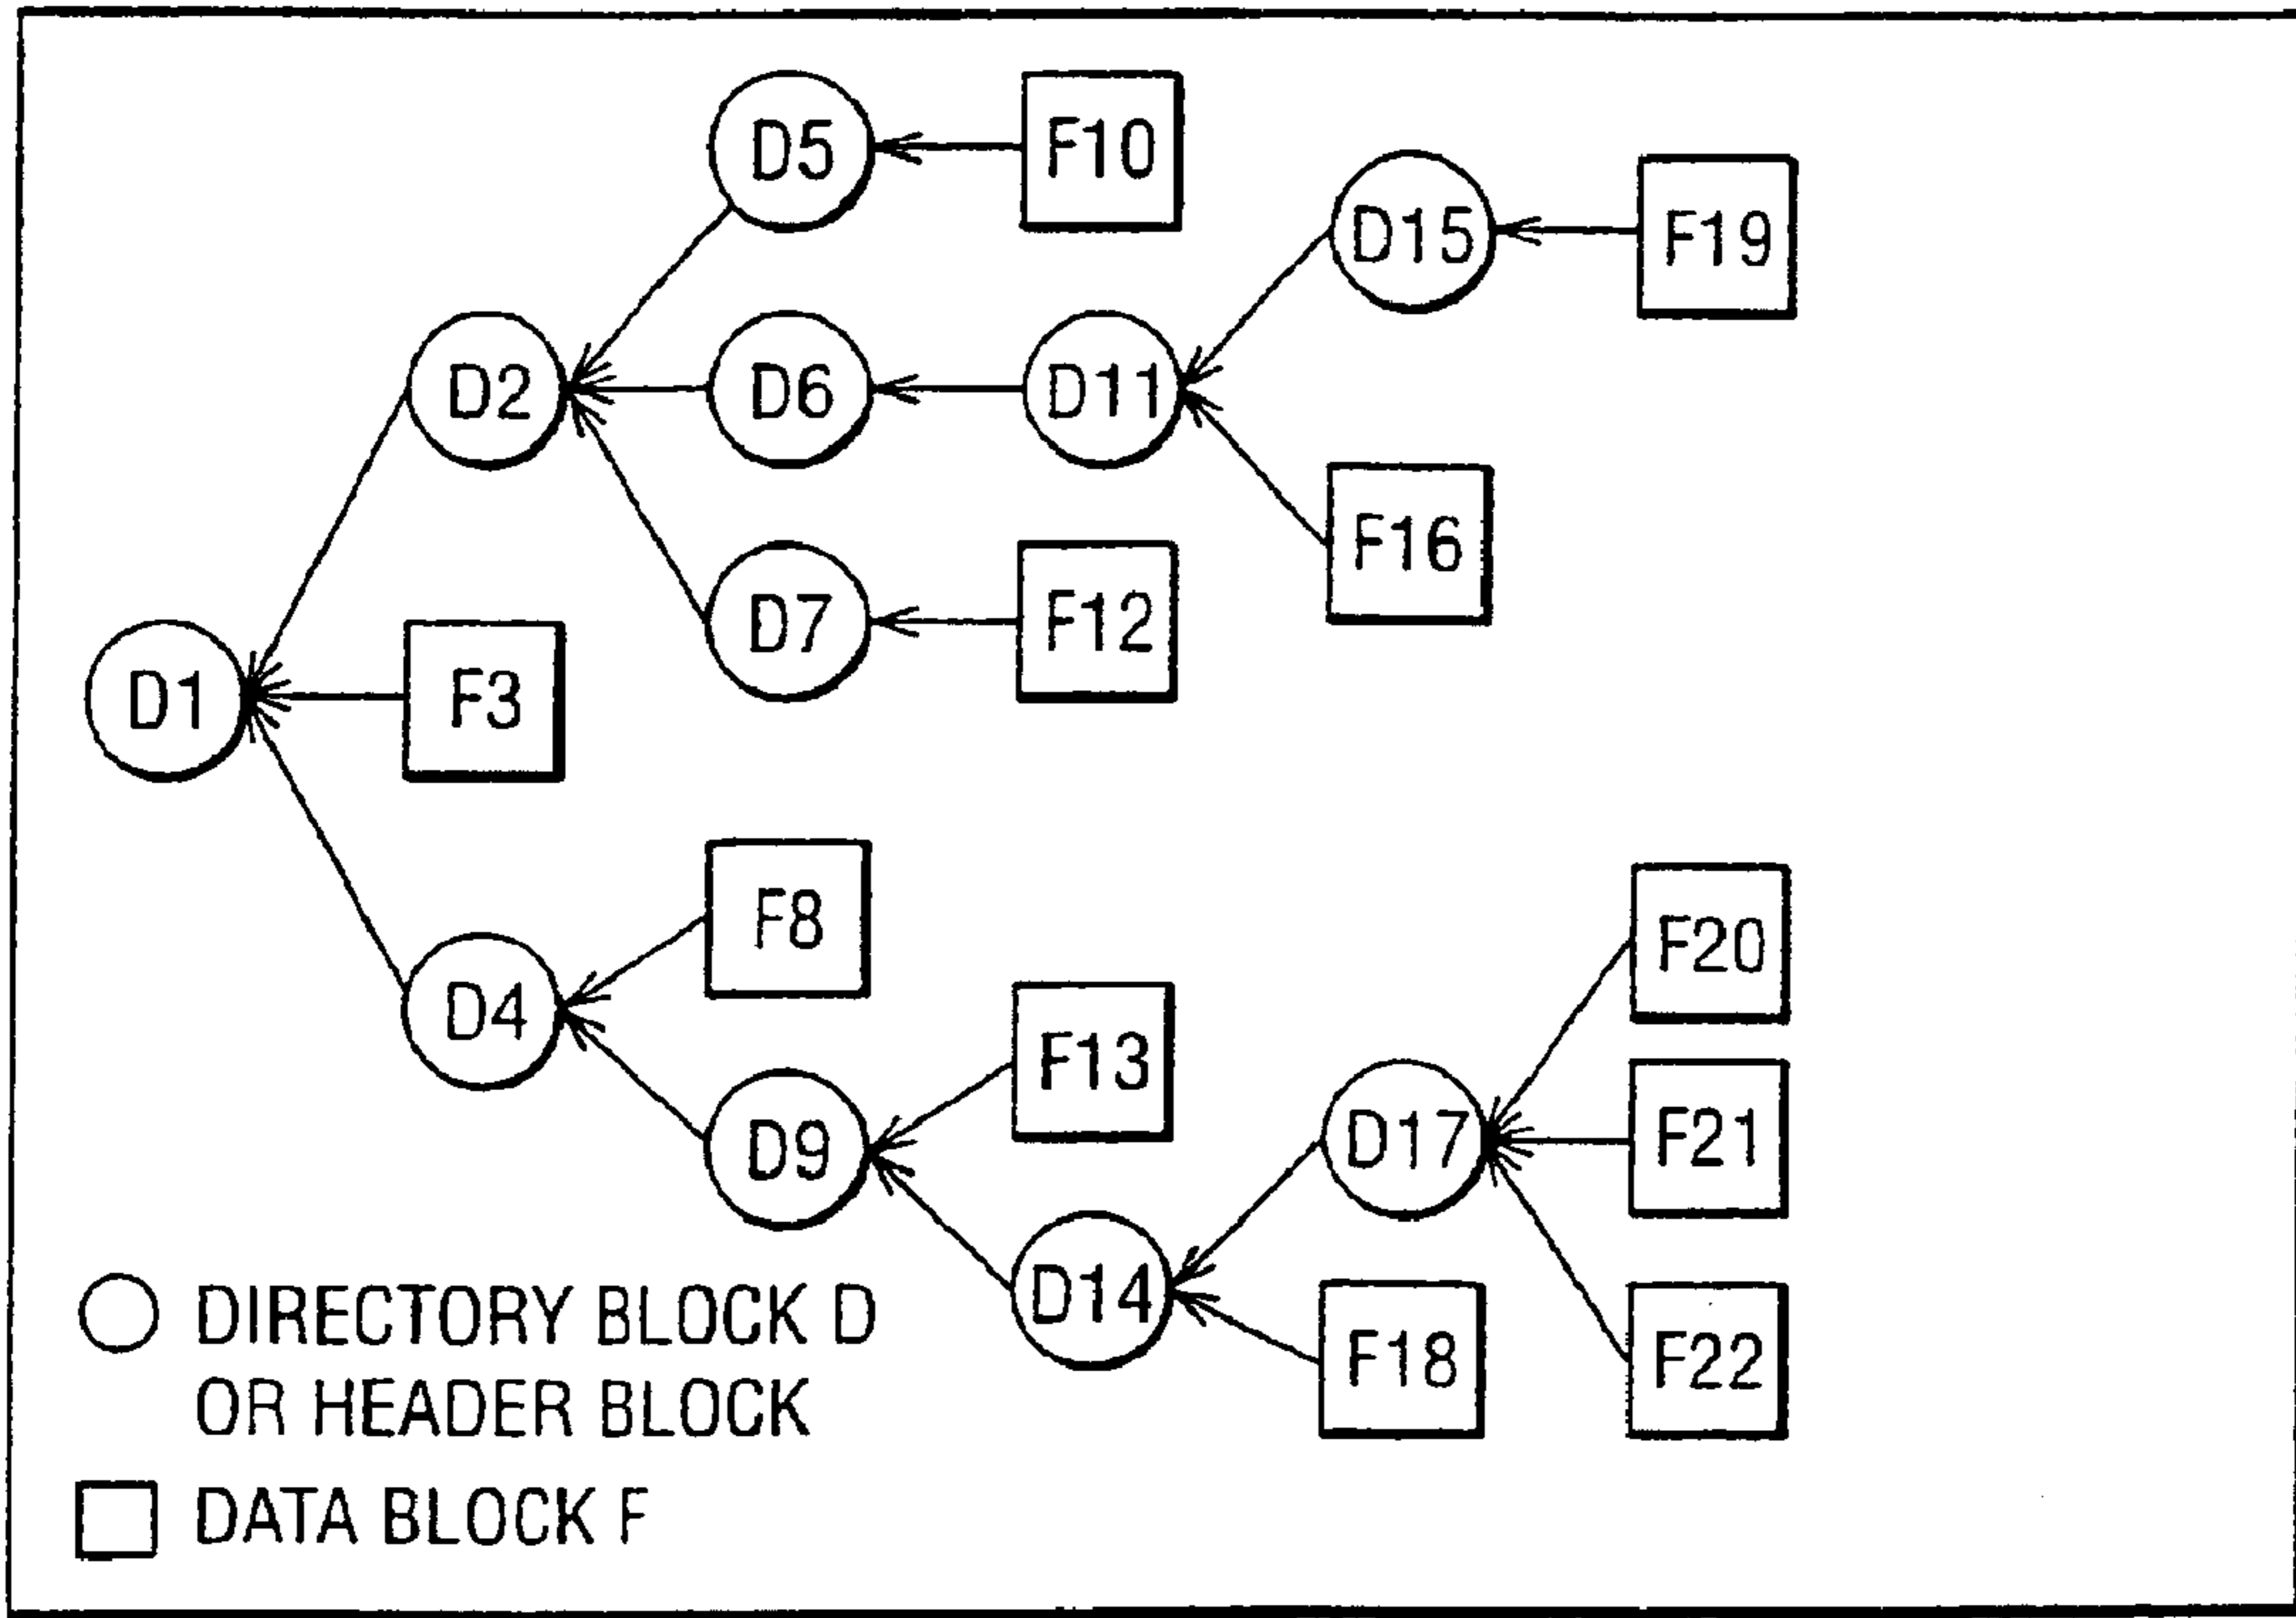 D5
F10
D15
F19
D2
D6
D11
F16
D7
F12
D1
F3
F8
F20
D4
F13
D9
D17
F21
D14
F18
F22
DIRECTORY BLOCK D
OR HEADER BLOCK
DATA BLOCK F